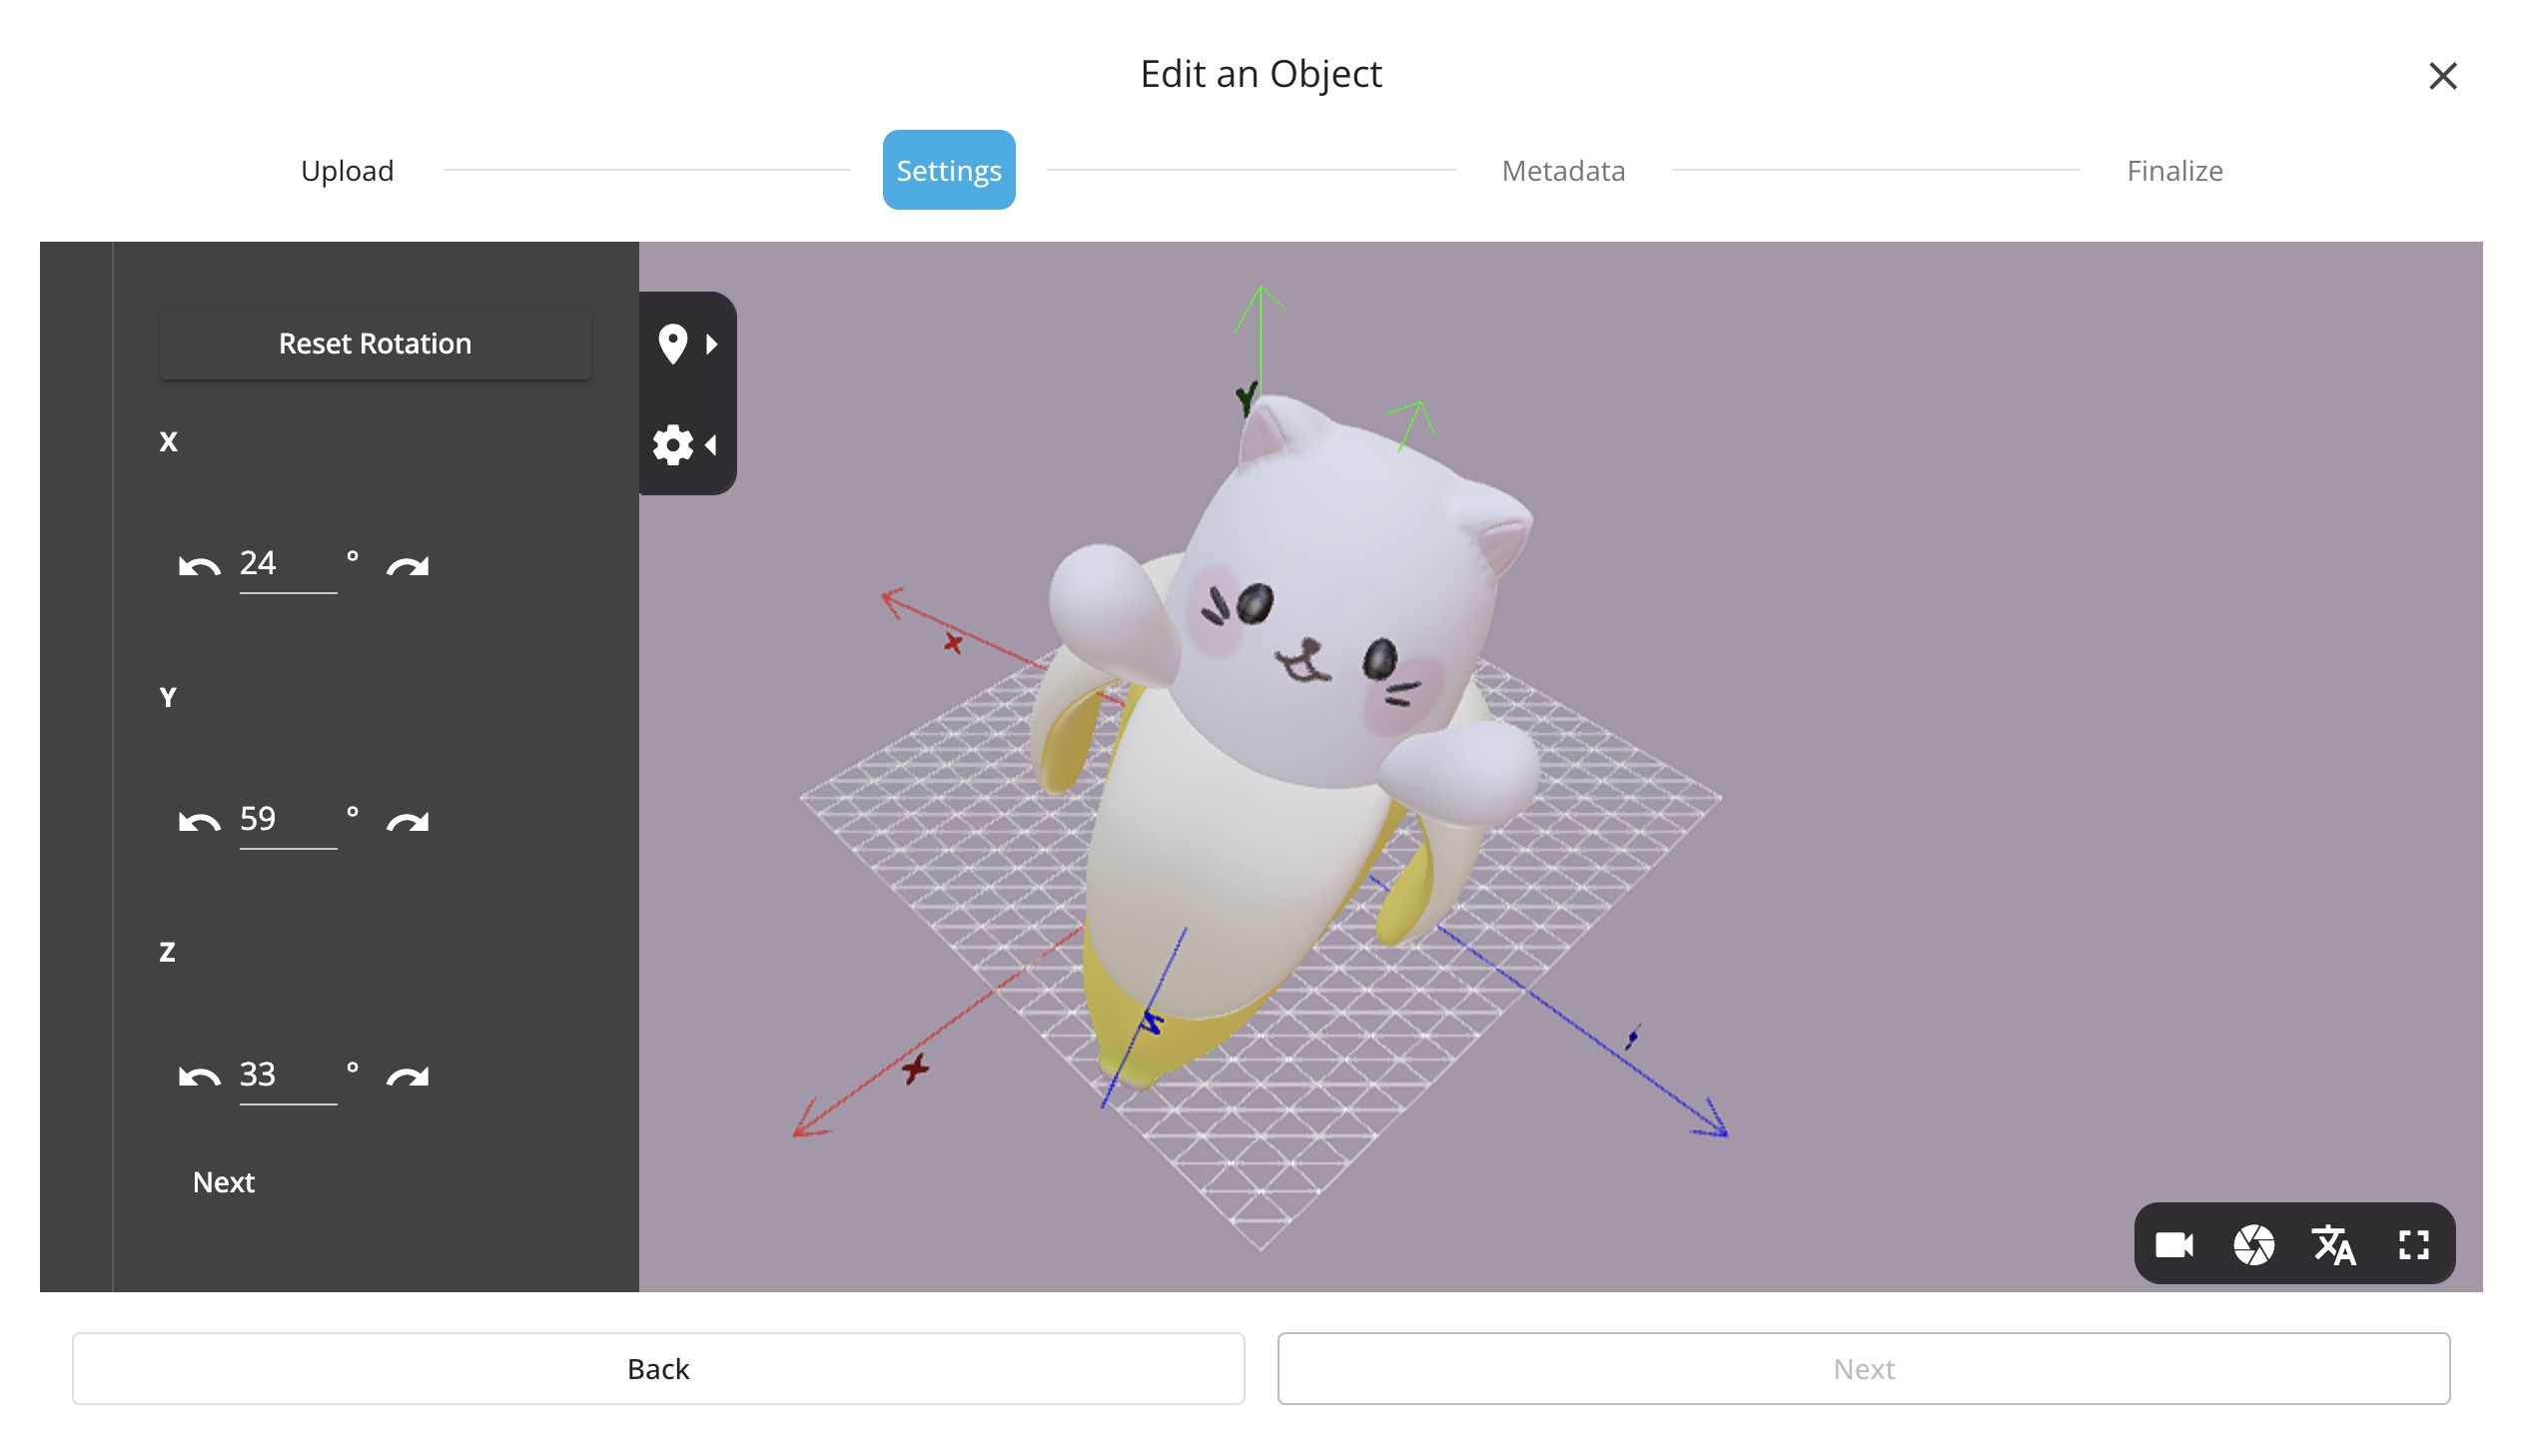 Edit an Object
Upload
Settings
Metadata
Finalize
Reset Rotation
X
24 °
Y
59 °
Z
33 °
Next
Y
X
X
Z
Back
Next